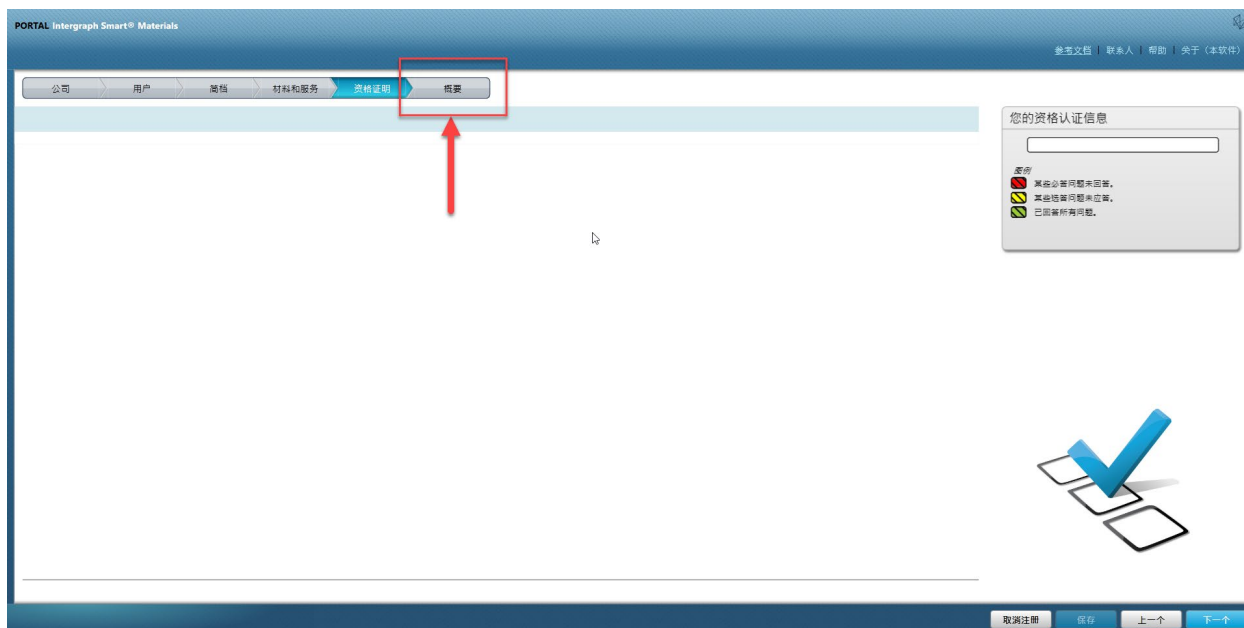 PORTAL Intergraph Smart® Materials
参考文档 | 联系人 | 帮助 | 关于（本软件）
公司 用户 简档 材料和服务 资格证明 概要
您的资格认证信息
图例
某些必答问题未回答。
某些选答问题未应答。
已回答所有问题。
取消注册 保存 上一个 下一个